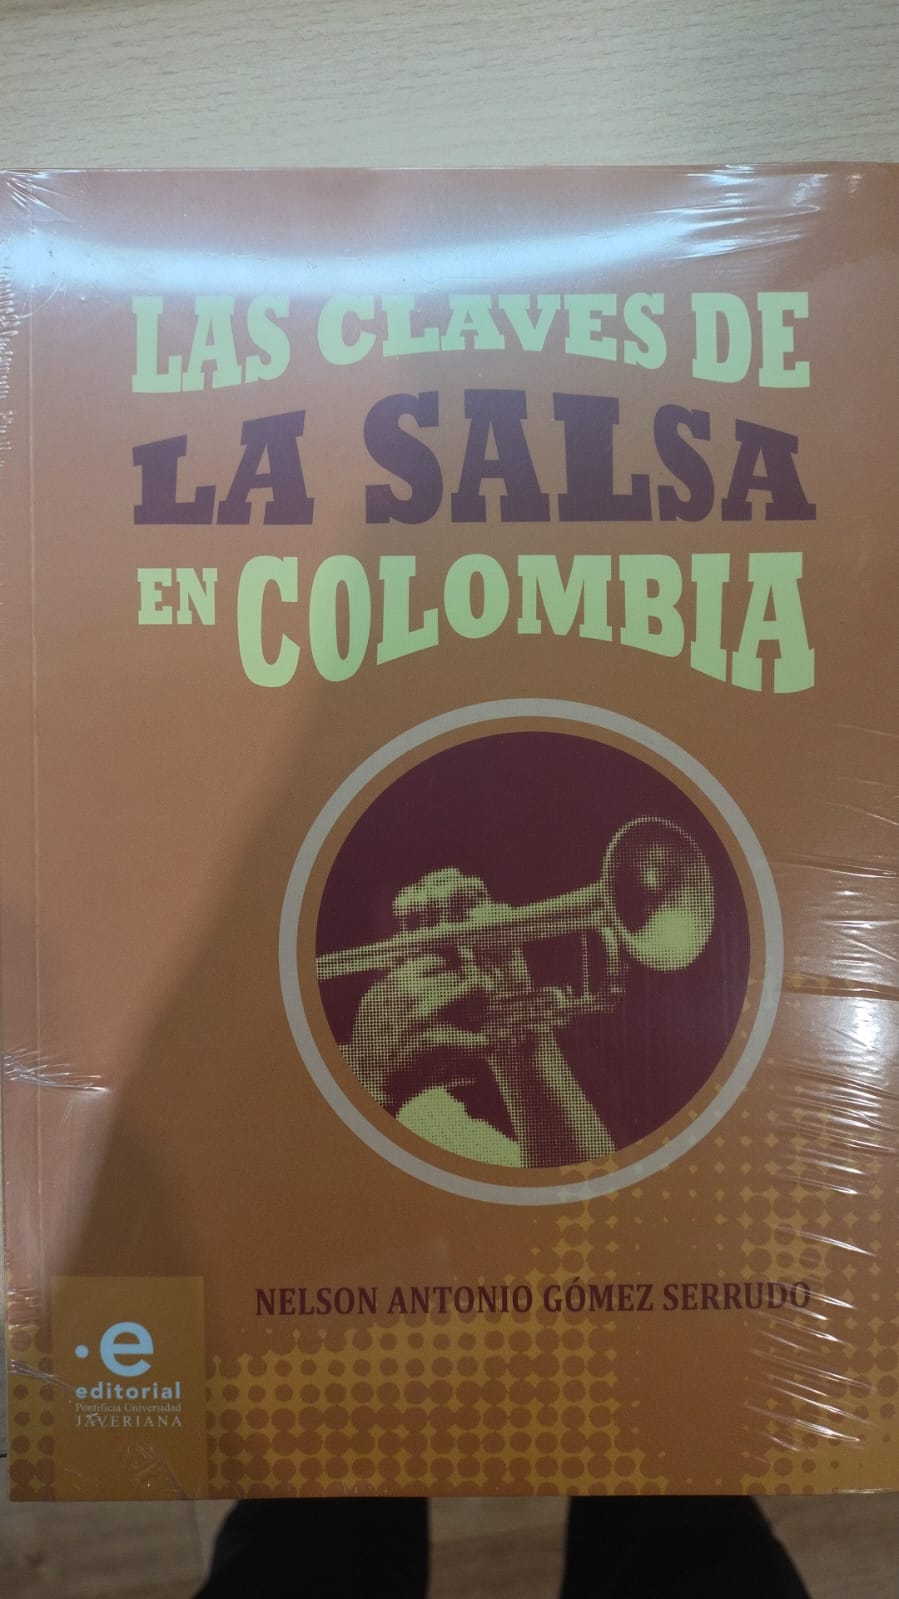 LAS CLAVES DE
LA SALSA
EN COLOMBIA
NELSON ANTONIO GÓMEZ SERRUDO
·e
editorial
Pontificia Universidad
JAVERIANA